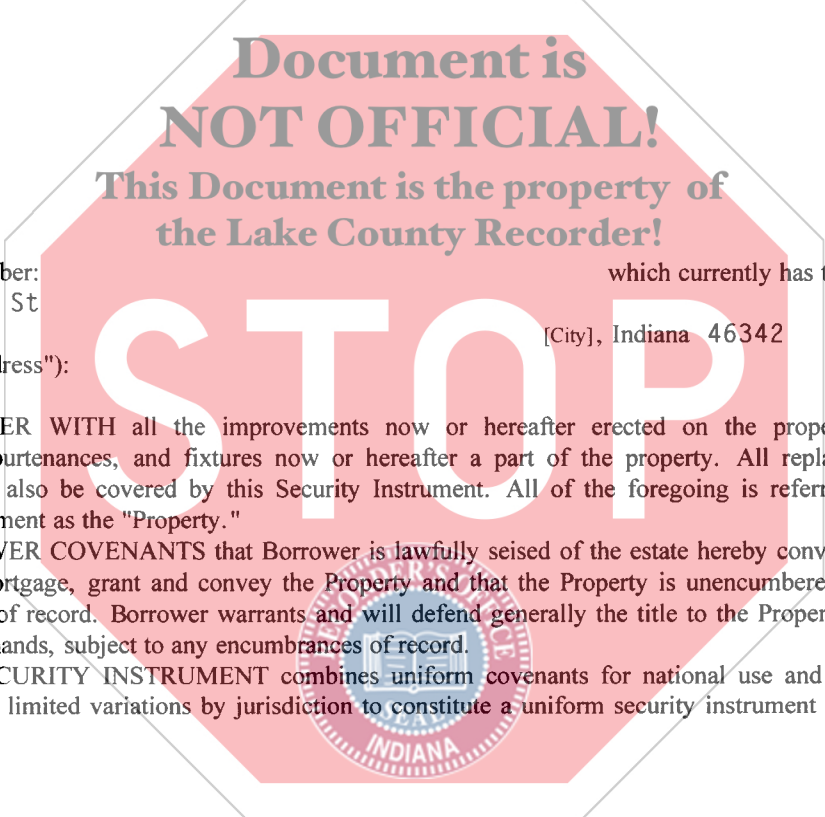 Document is
NOT OFFICIAL!
This Document is the property of
the Lake County Recorder!
ber: which currently has t
St
[City], Indiana 46342
dress"):
STOP
ER WITH all the improvements now or hereafter erected on the prope
purtenances, and fixtures now or hereafter a part of the property. All repla
also be covered by this Security Instrument. All of the foregoing is referr
ment as the "Property."
VER COVENANTS that Borrower is lawfully seised of the estate hereby conv
ortgage, grant and convey the Property and that the Property is unencumbere
of record. Borrower warrants and will defend generally the title to the Proper
ands, subject to any encumbrances of record.
CURITY INSTRUMENT combines uniform covenants for national use and
limited variations by jurisdiction to constitute a uniform security instrument
RECORDER'S OFFICE
SEAL
INDIANA